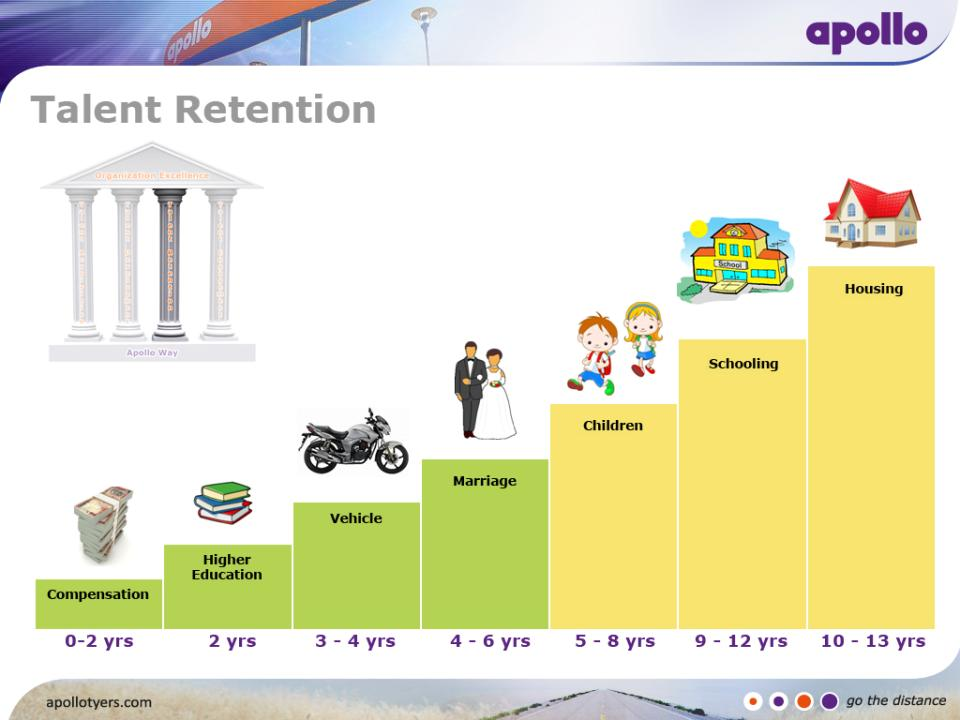 apollo
apollo
Talent Retention
Organization Excellence
Apollo Way
School
Housing
Schooling
Children
Marriage
Vehicle
Higher
Education
Compensation
0-2 yrs
2 yrs
3 - 4 yrs
4 - 6 yrs
5 - 8 yrs
9 - 12 yrs
10 - 13 yrs
apollotyers.com
go the distance